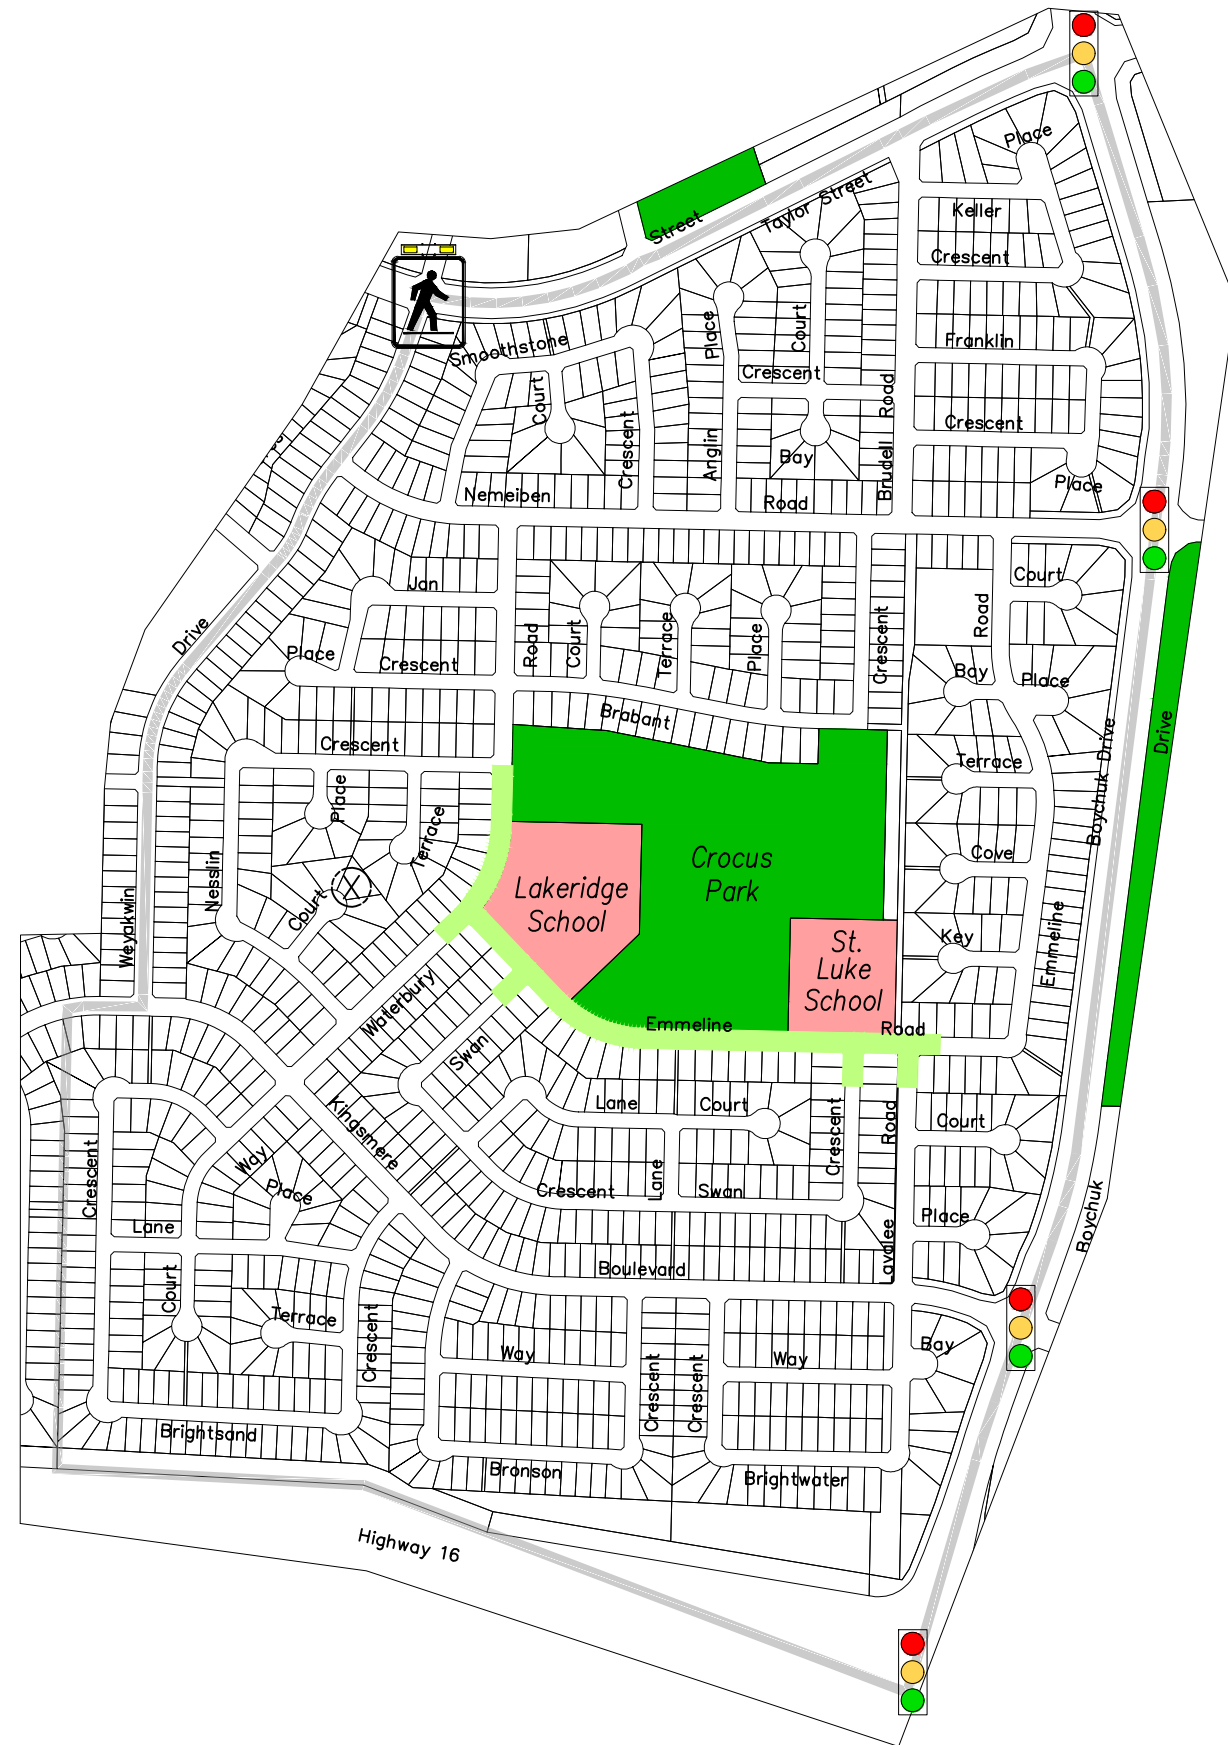 Place
Keller
Taylor Street
Street
Crescent
Franklin
Smoothstone
Place
Court
Crescent
Court
Road
Crescent
Crescent
Anglin
Bay
Brudell
Place
Nemeiben
Road
Jan
Court
Drive
Place
Crescent
Road
Court
Terrace
Place
Crescent
Road
Bay
Place
Brabant
Drive
Crescent
Terrace
Boychuk Drive
Place
Terrace
Cove
Crocus
Park
Nesslin
Lakeridge
School
Court
Weyakwin
Key
Emmeline
St.
Luke
School
Waterbury
Emmeline
Road
Swan
Lane
Court
Crescent
Road
Court
Kingsmere
Way
Crescent
Place
Crescent
Lane
Swan
Lane
Place
Boychuk
Court
Boulevard
Lavalee
Terrace
Crescent
Way
Crescent
Crescent
Way
Bay
Brightsand
Bronson
Brightwater
Highway 16